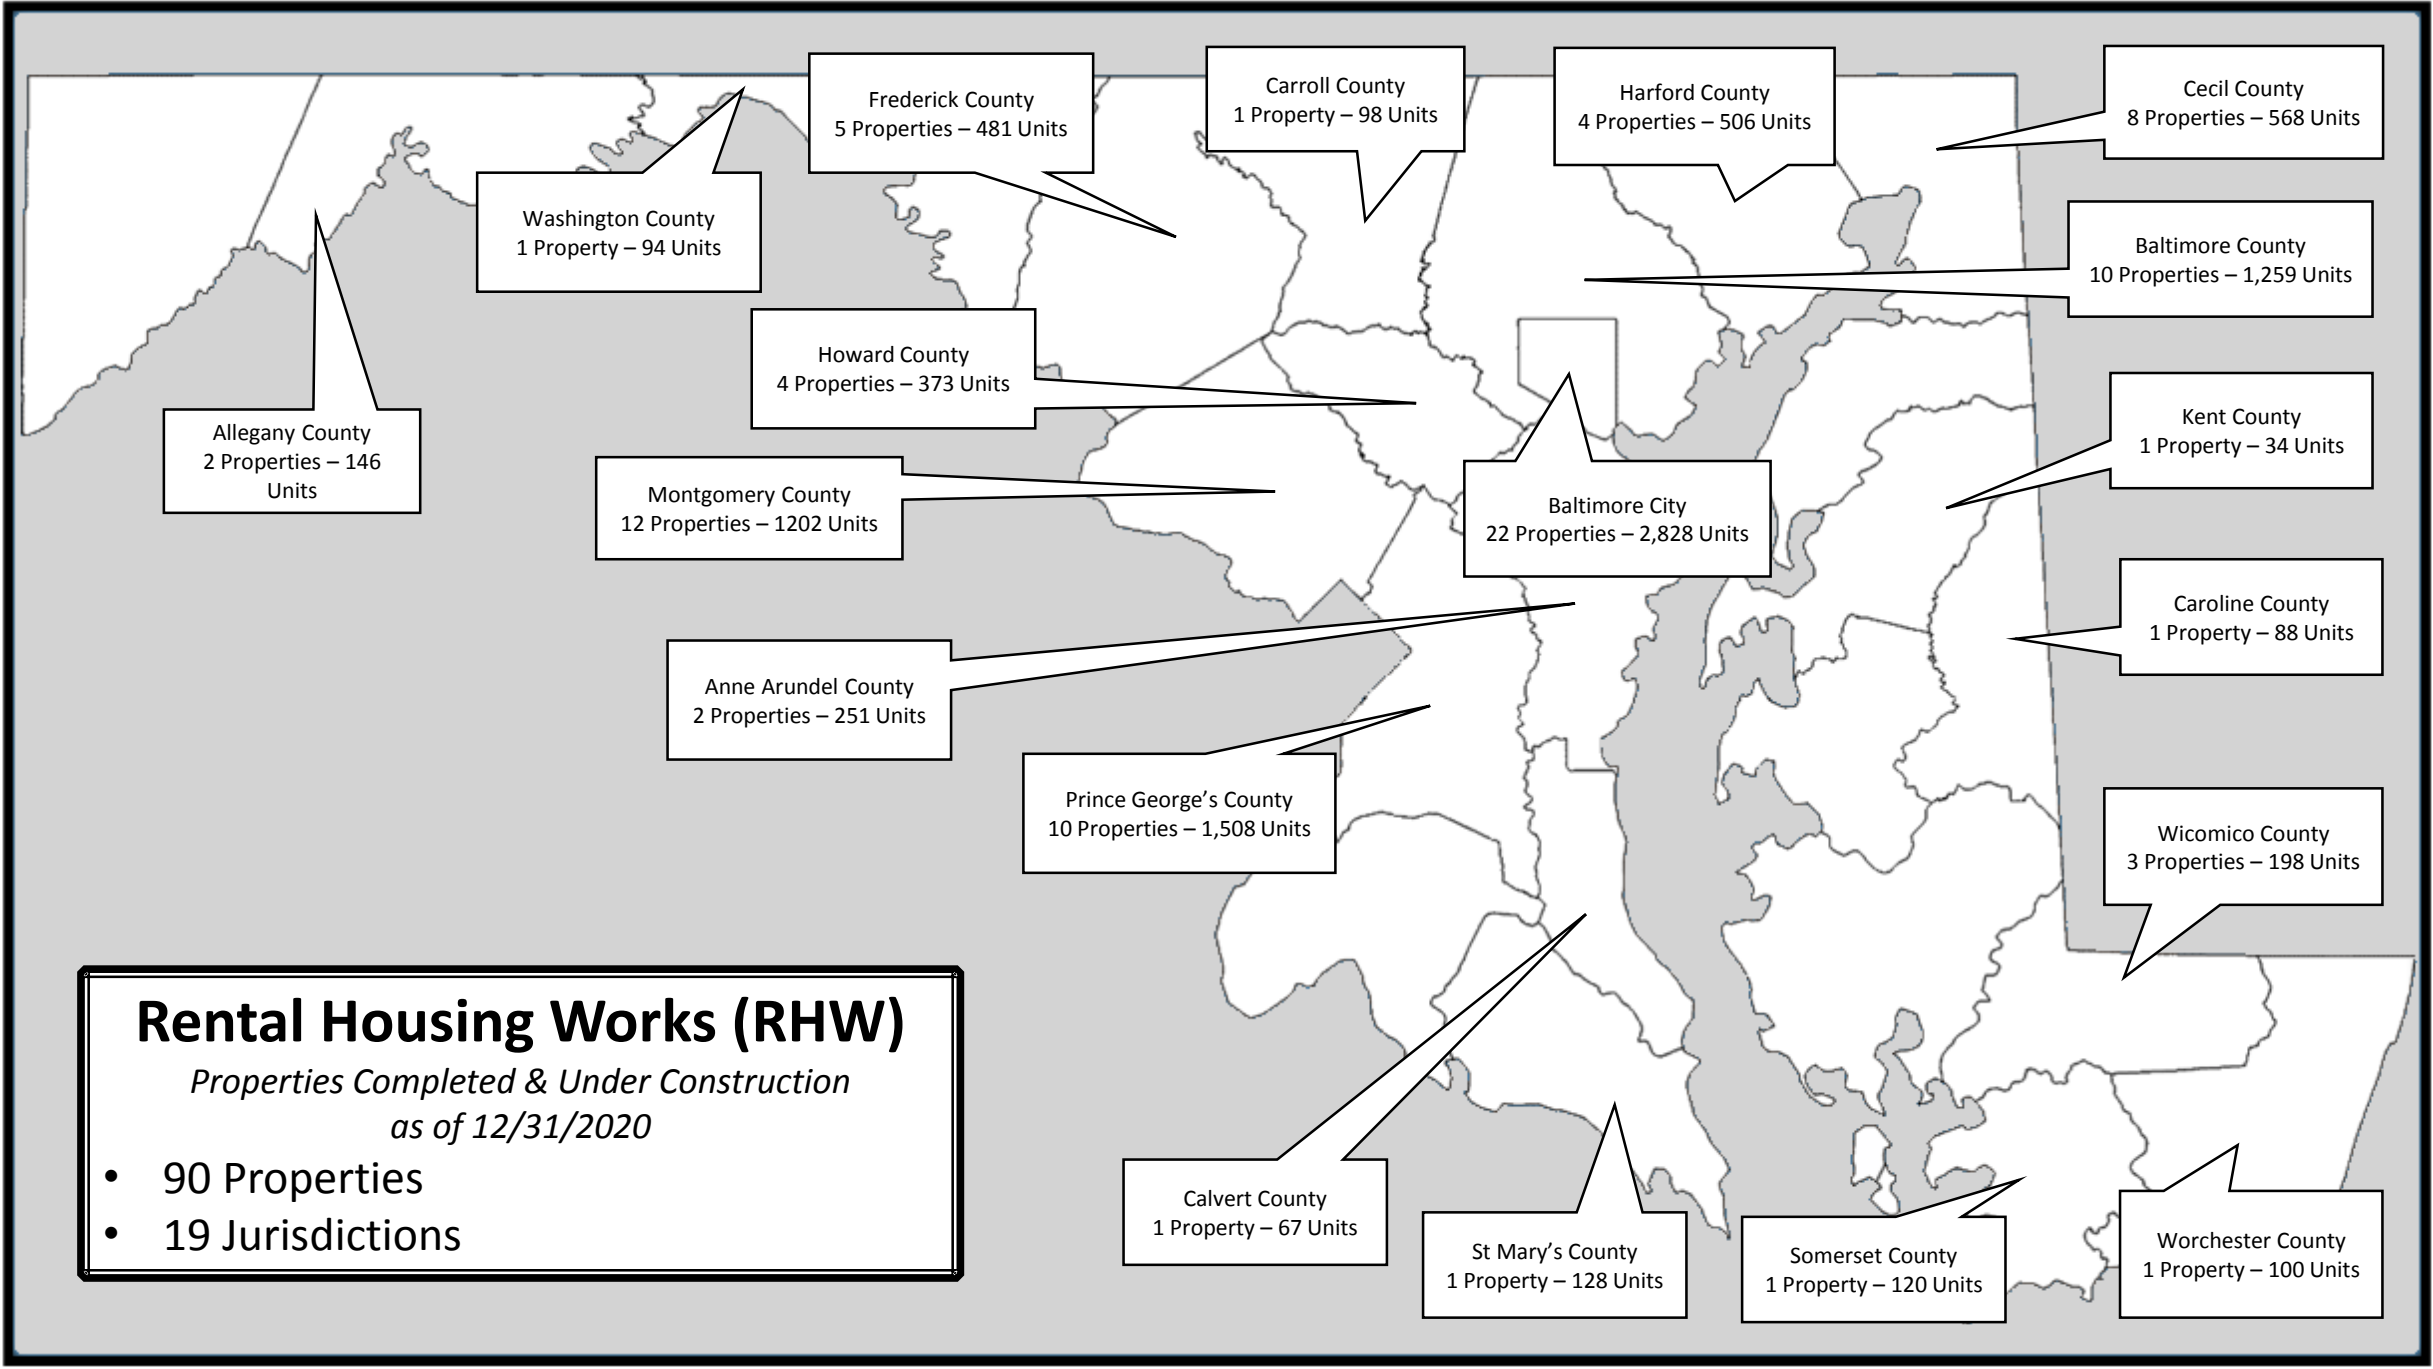 Frederick County
5 Properties – 481 Units
Carroll County
1 Property – 98 Units
Harford County
4 Properties – 506 Units
Cecil County
8 Properties – 568 Units
Washington County
1 Property – 94 Units
Baltimore County
10 Properties – 1,259 Units
Howard County
4 Properties – 373 Units
Allegany County
2 Properties – 146
Units
Kent County
1 Property – 34 Units
Montgomery County
12 Properties – 1202 Units
Baltimore City
22 Properties – 2,828 Units
Caroline County
1 Property – 88 Units
Anne Arundel County
2 Properties – 251 Units
Prince George’s County
10 Properties – 1,508 Units
Wicomico County
3 Properties – 198 Units
Rental Housing Works (RHW)
Properties Completed & Under Construction
as of 12/31/2020
• 90 Properties
• 19 Jurisdictions
Calvert County
1 Property – 67 Units
St Mary’s County
1 Property – 128 Units
Somerset County
1 Property – 120 Units
Worchester County
1 Property – 100 Units